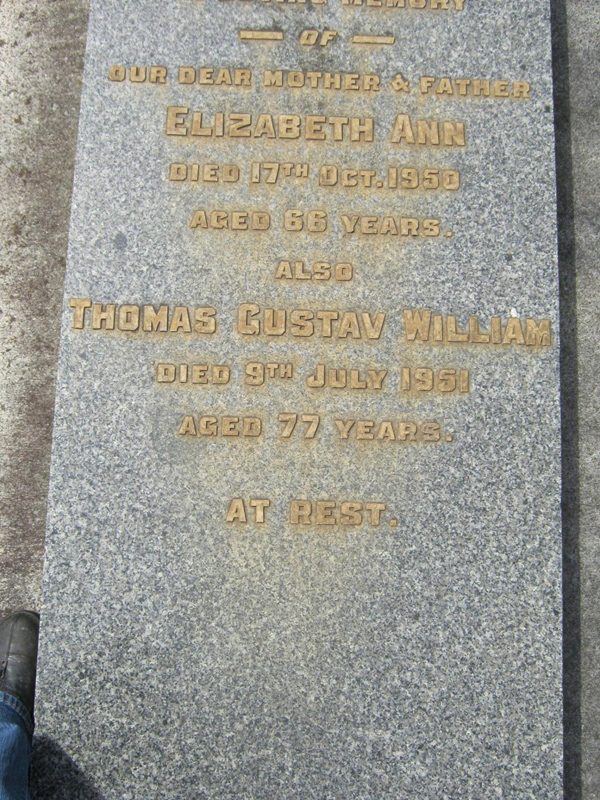 MEMORY
— OF —
OUR DEAR MOTHER & FATHER
ELIZABETH ANN
DIED 17TH OCT. 1950
AGED 66 YEARS.
ALSO
THOMAS GUSTAV WILLIAM
DIED 9TH JULY 1951
AGED 77 YEARS.
AT REST.